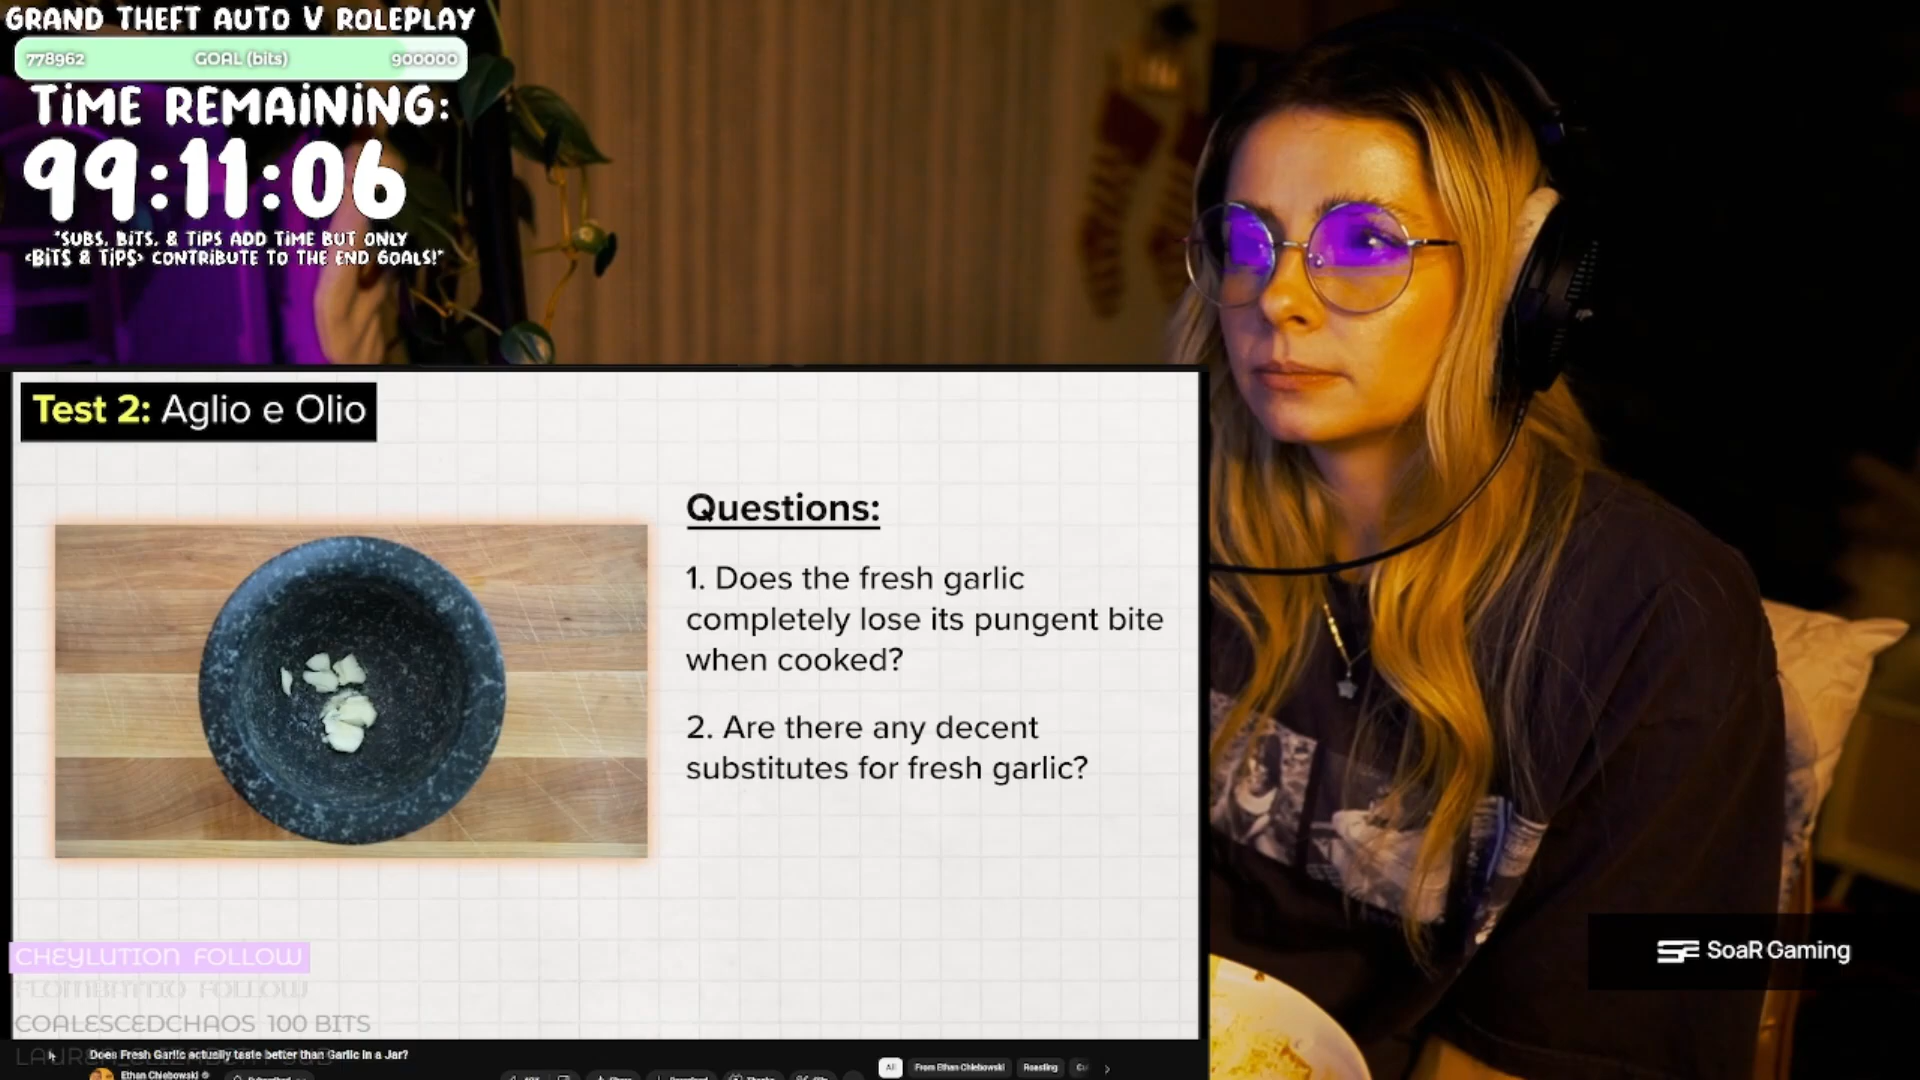 GRAND THEFT AUTO V ROLEPLAY
778962 GOAL (bits) 900000
TiME REMAiNiNG:
99:11:06
"SUBS, BiTS, & TiPS ADD TiME BUT ONLY
<BiTS & TiPS> CONTRiBUTE TO THE END GOALS!"
Test 2: Aglio e Olio
Questions:
1. Does the fresh garlic
completely lose its pungent bite
when cooked?
2. Are there any decent
substitutes for fresh garlic?
SF SoaR Gaming
CHEYLUTION FOLLOW
FOLLOW
COALESCEDCHAOS 100 BITS
Does Fresh Garlic actually taste better than Garlic in a Jar?
Ethan Chlebowski
All From Ethan Chlebowski Roasting